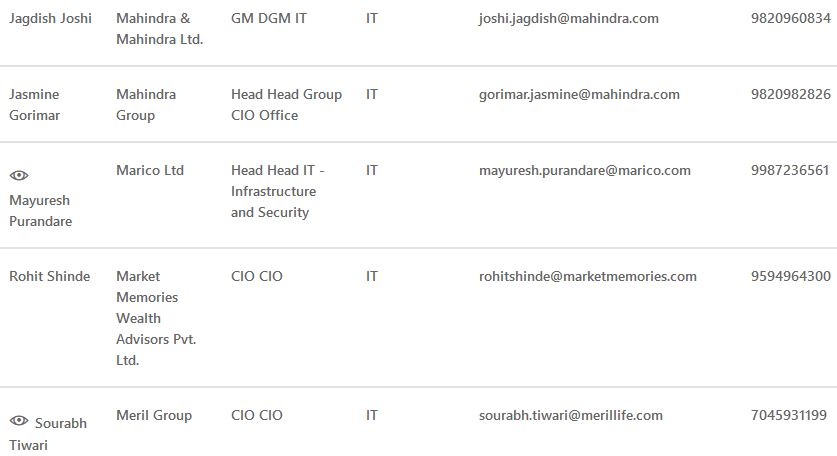 Jagdish Joshi Mahindra & GM DGM IT IT joshi.jagdish@mahindra.com 9820960834
Mahindra Ltd.
Jasmine Mahindra Head Head Group IT gorimar.jasmine@mahindra.com 9820982826
Gorimar Group CIO Office
Marico Ltd Head Head IT - IT mayuresh.purandare@marico.com 9987236561
Mayuresh Infrastructure
Purandare and Security
Rohit Shinde Market CIO CIO IT rohitshinde@marketmemories.com 9594964300
Memories
Wealth
Advisors Pvt.
Ltd.
Sourabh Meril Group CIO CIO IT sourabh.tiwari@merillife.com 7045931199
Tiwari